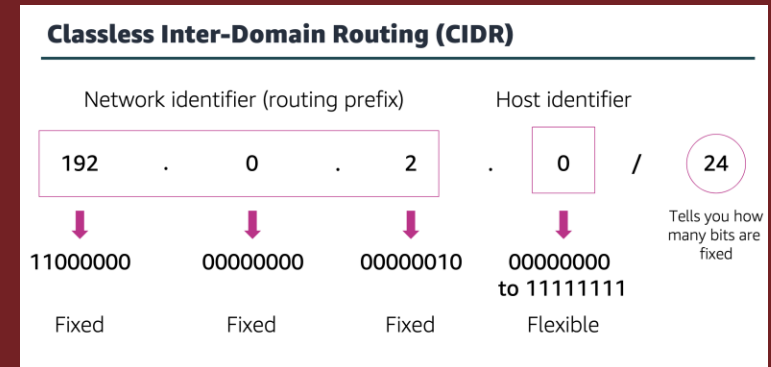 Classless Inter-Domain Routing (CIDR)
Network identifier (routing prefix) Host identifier
192 . 0 . 2 . 0 / 24
Tells you how
many bits are
fixed
11000000 00000000 00000010 00000000
to 11111111
Fixed Fixed Fixed Flexible